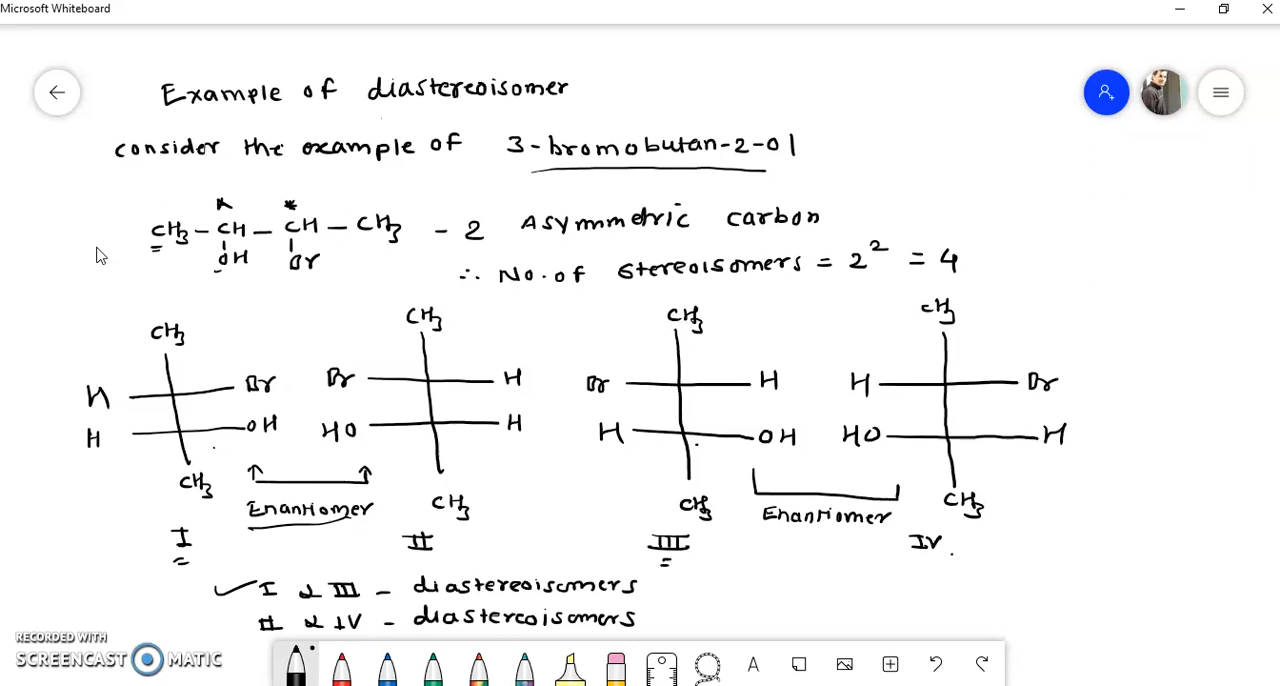 Microsoft Whiteboard
Example of diastereoisomer
consider the example of 3-bromobutan-2-ol
CH3 - CH - CH - CH3 - 2 Asymmetric carbon
OH Br
∴ No. of stereoisomers = 2² = 4
CH3 CH3 CH3 CH3
H Br Br H Br H H Br
H OH HO H H OH HO H
CH3 CH3 CH3 CH3
Enantiomer Enantiomer
I II III IV.
I & III - diastereoisomers
II & IV - diastereoisomers
RECORDED WITH
SCREENCAST MATIC
A